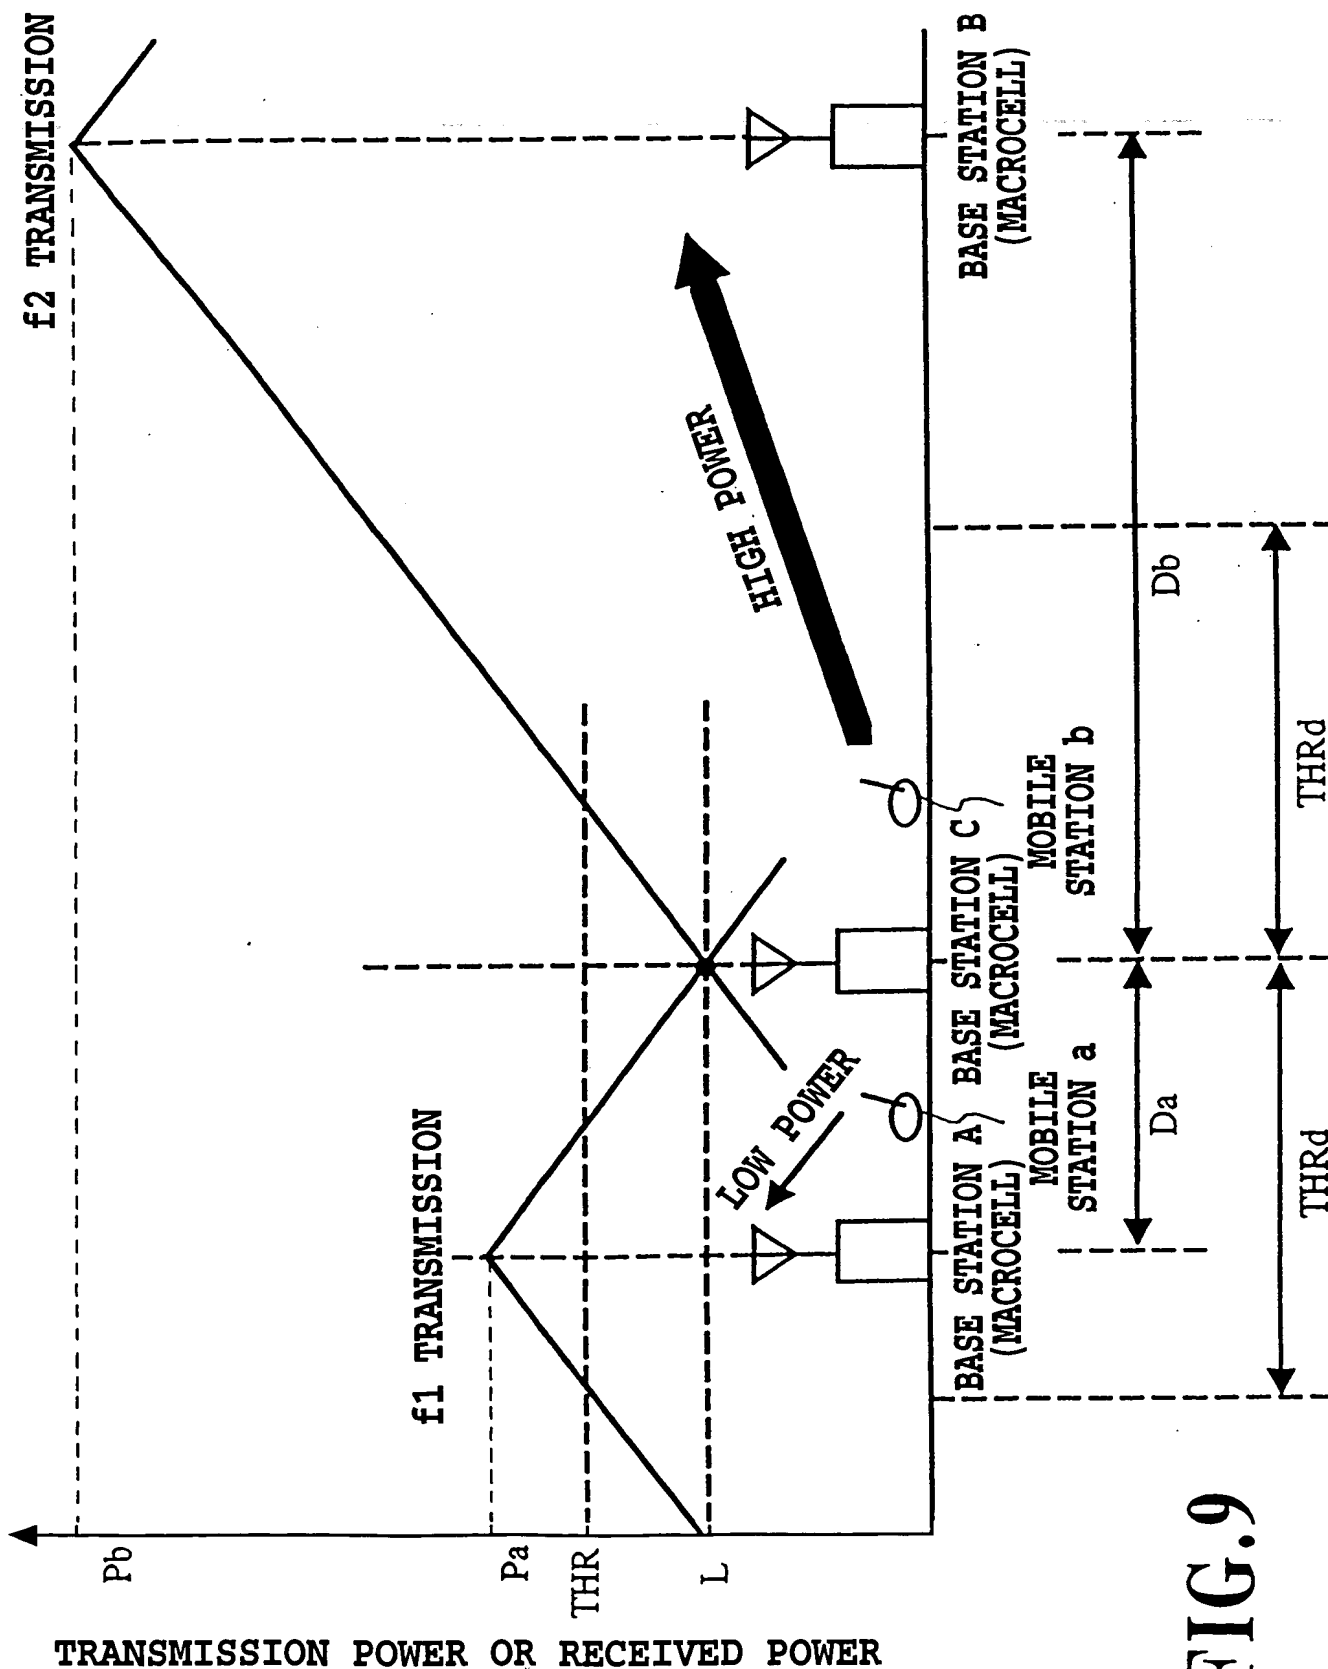 TRANSMISSION POWER OR RECEIVED POWER
Pb
Pa
THR
L
f1 TRANSMISSION
f2 TRANSMISSION
LOW POWER
HIGH POWER
BASE STATION A
(MACROCELL)
BASE STATION C
(MACROCELL)
BASE STATION B
(MACROCELL)
MOBILE
STATION a
MOBILE
STATION b
Da
Db
THRd
THRd
FIG.9